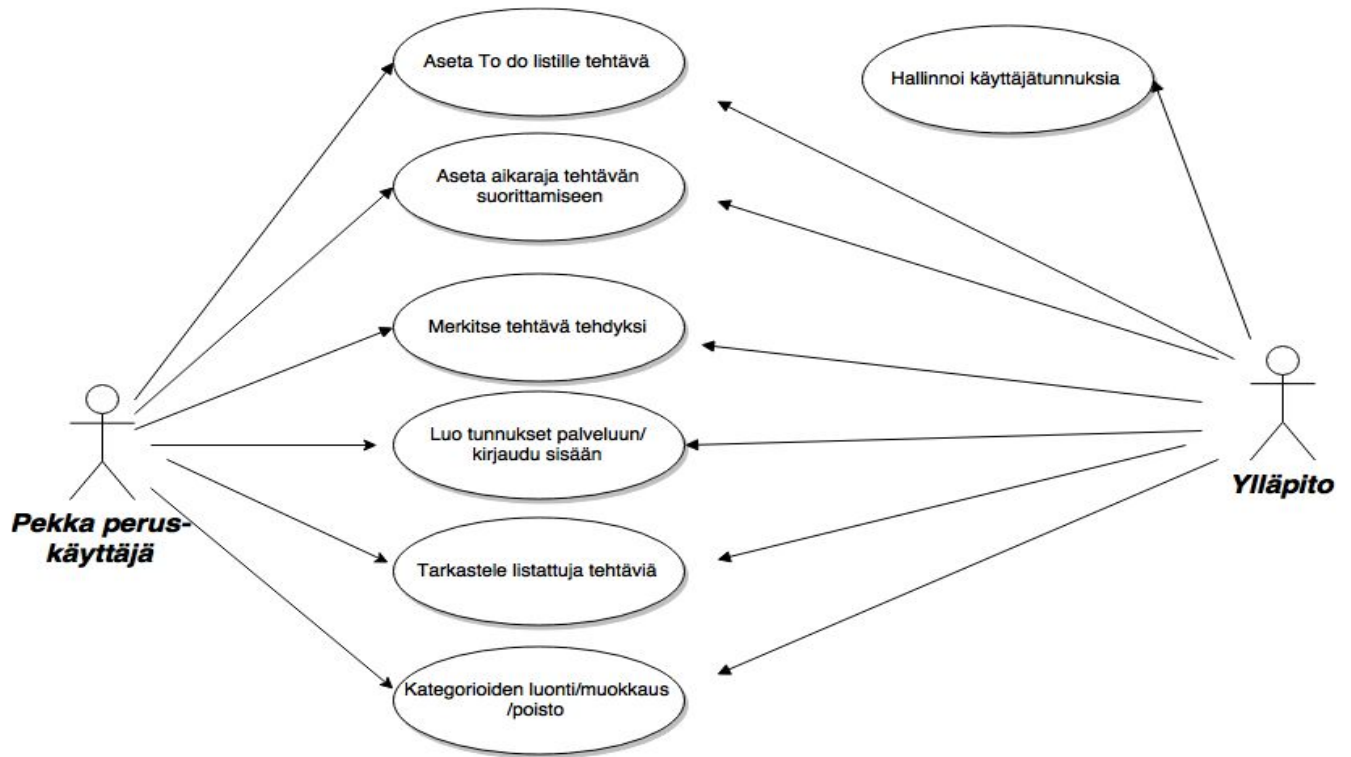 Aseta To do listille tehtävä
Hallinnoi käyttäjätunnuksia
Aseta aikaraja tehtävän
suorittamiseen
Merkitse tehtävä tehdyksi
Luo tunnukset palveluun/
kirjaudu sisään
Pekka perus-
käyttäjä
Ylläpito
Tarkastele listattuja tehtäviä
Kategorioiden luonti/muokkaus
/poisto